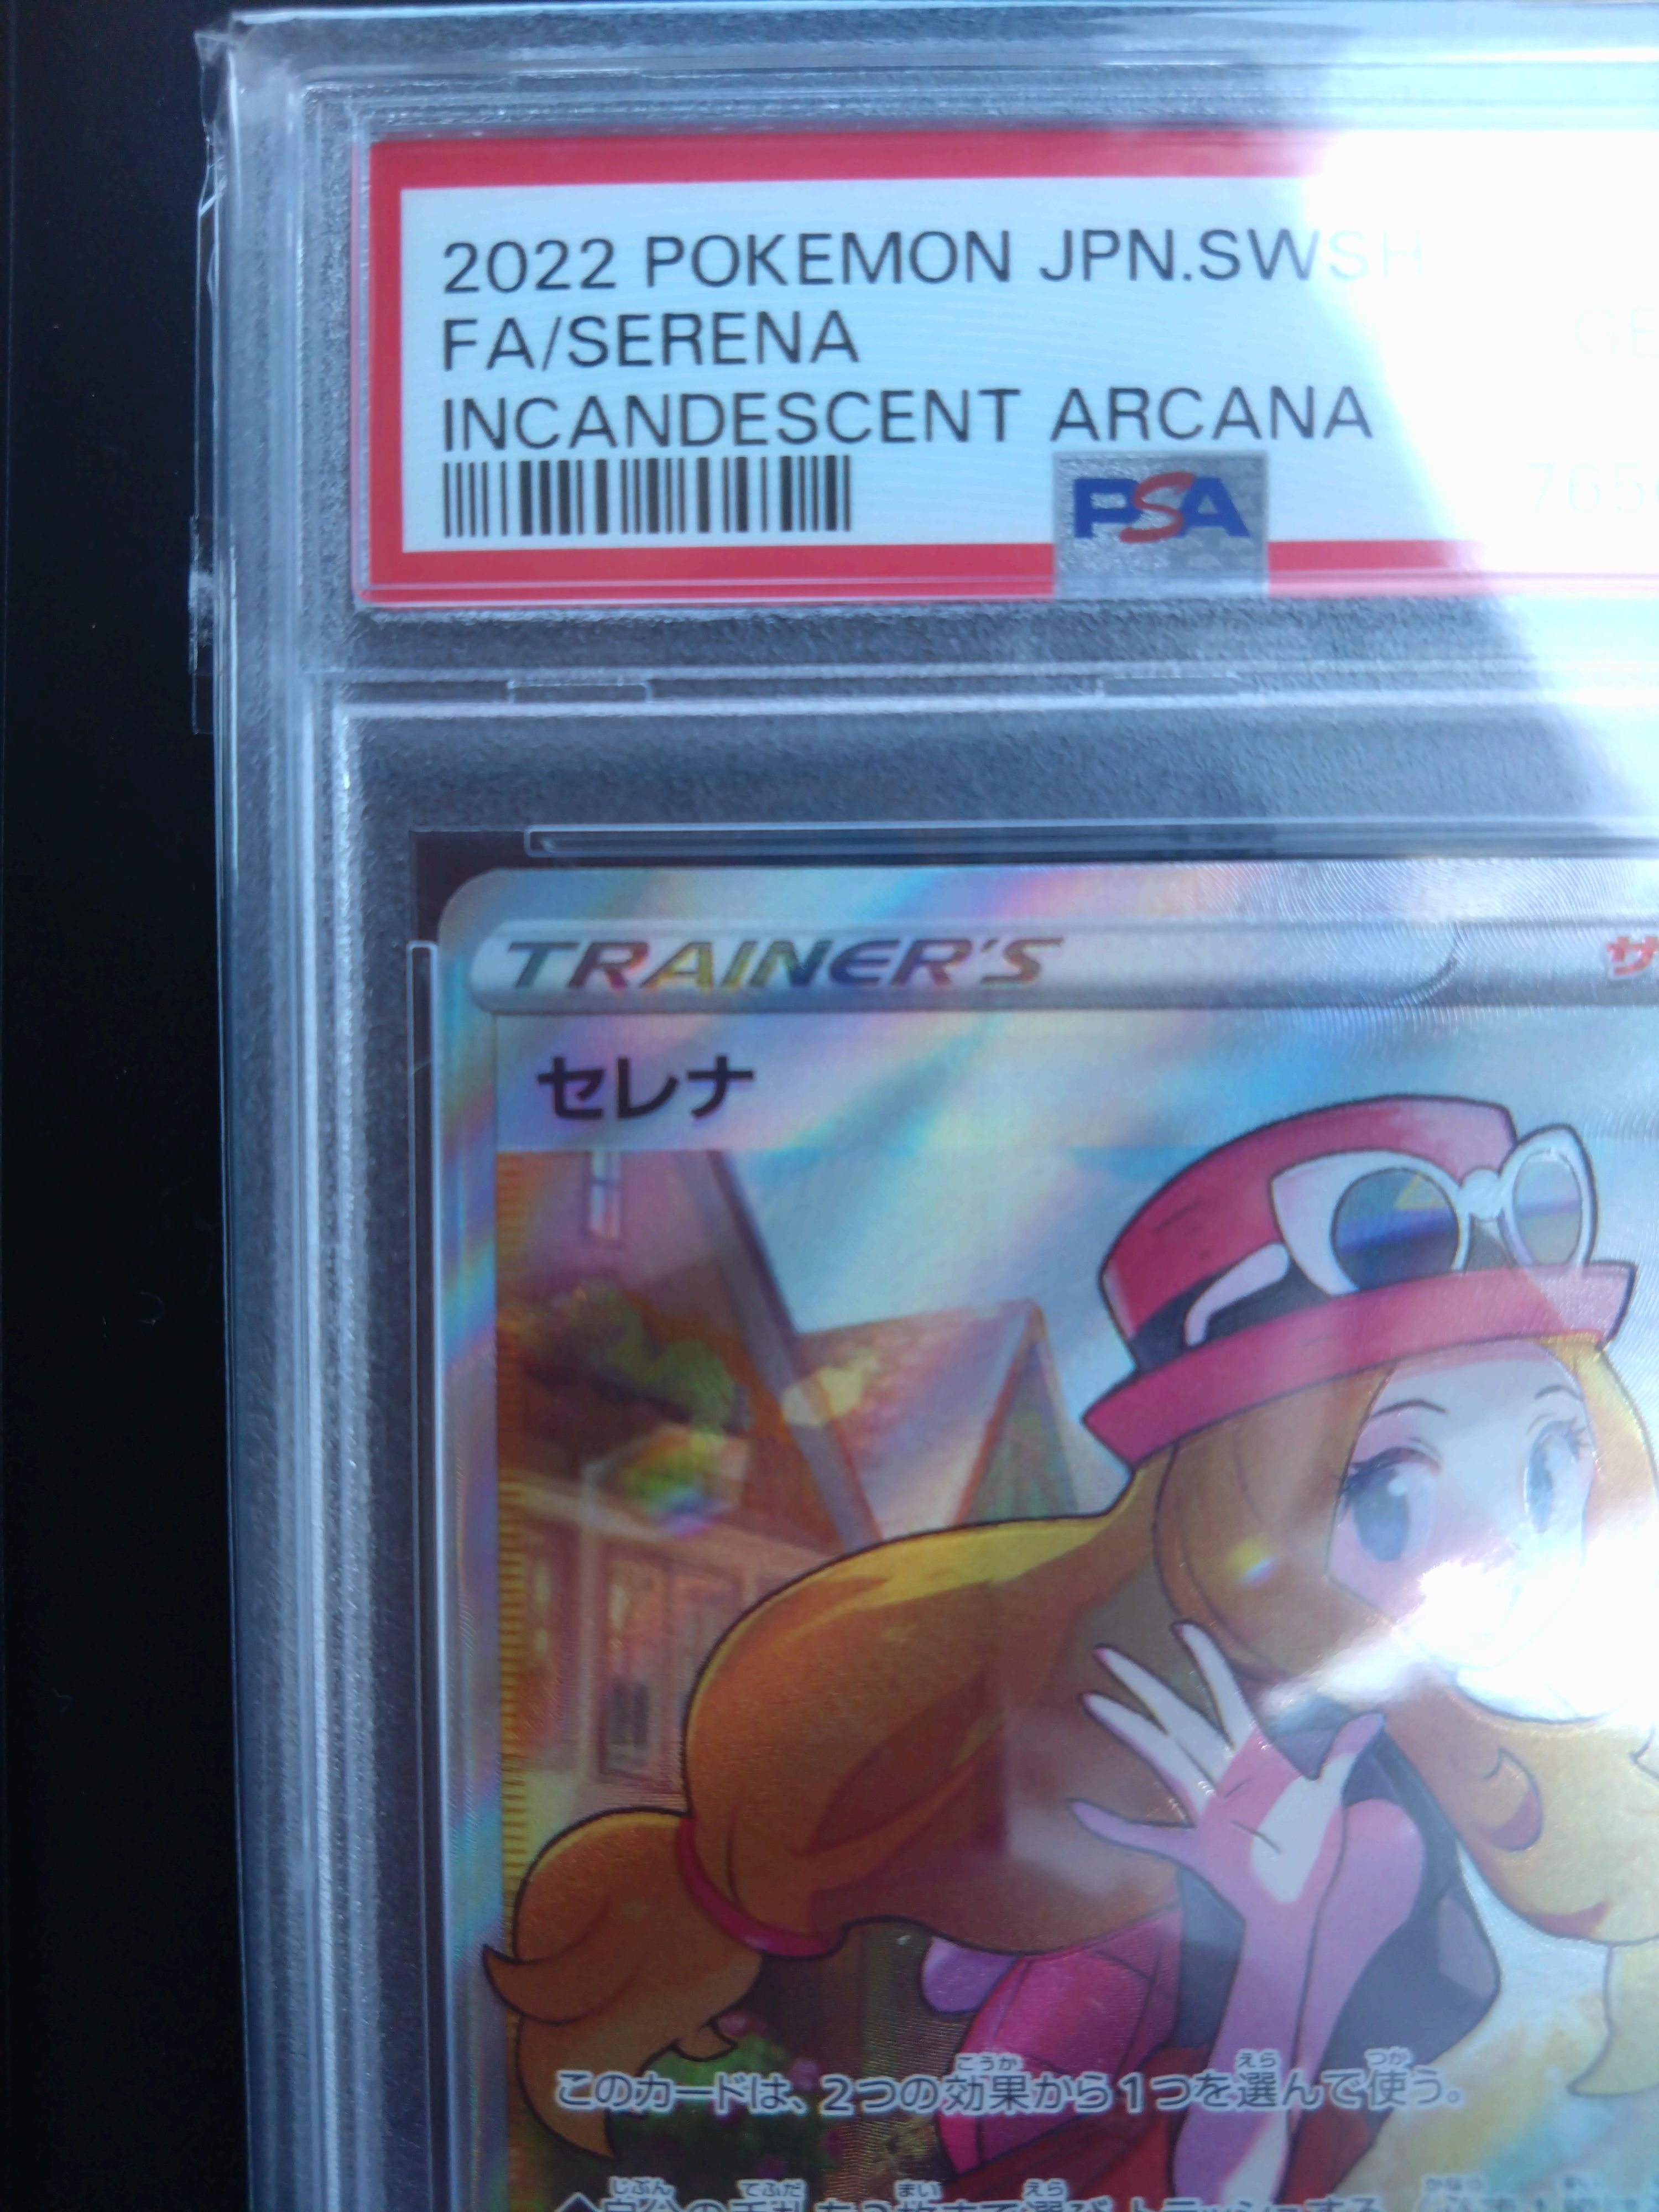 2022 POKEMON JPN.SWSH
FA/SERENA
INCANDESCENT ARCANA
PSA
TRAINER'S
セレナ
このカードは、2つの効果から1つを選んで使う。